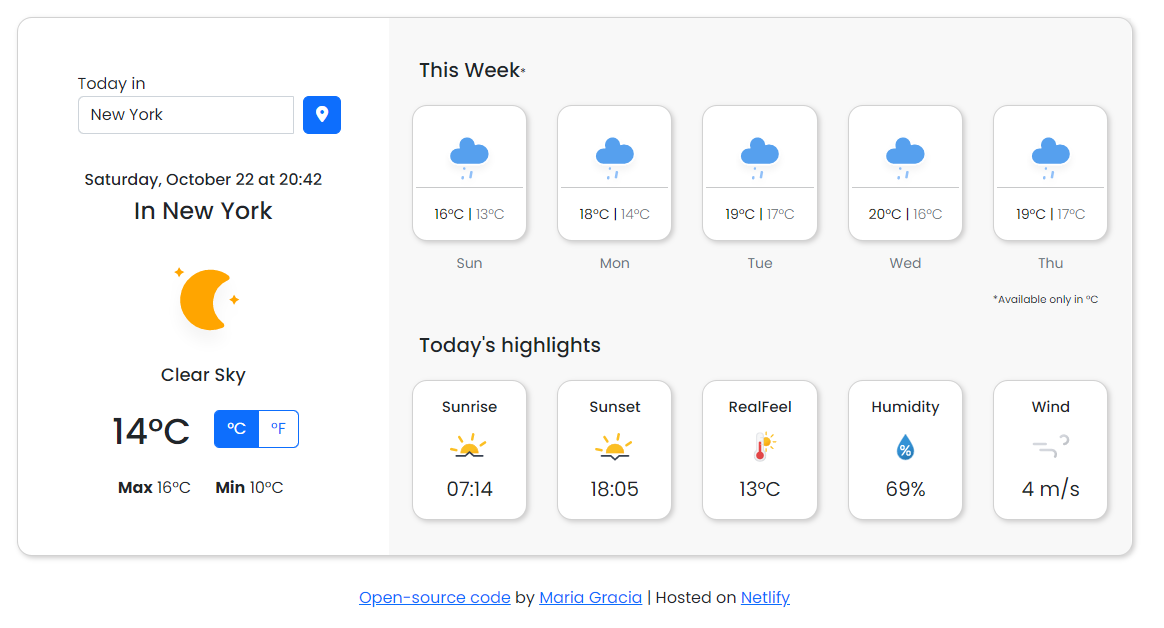 Today in
New York
Saturday, October 22 at 20:42
In New York
Clear Sky
14ºC
ºC ºF
Max 16ºC Min 10ºC
This Week*
16ºC | 13ºC 18ºC | 14ºC 19ºC | 17ºC 20ºC | 16ºC 19ºC | 17ºC
Sun Mon Tue Wed Thu
*Available only in ºC
Today's highlights
Sunrise Sunset RealFeel Humidity Wind
%
07:14 18:05 13ºC 69% 4 m/s
Open-source code by Maria Gracia | Hosted on Netlify